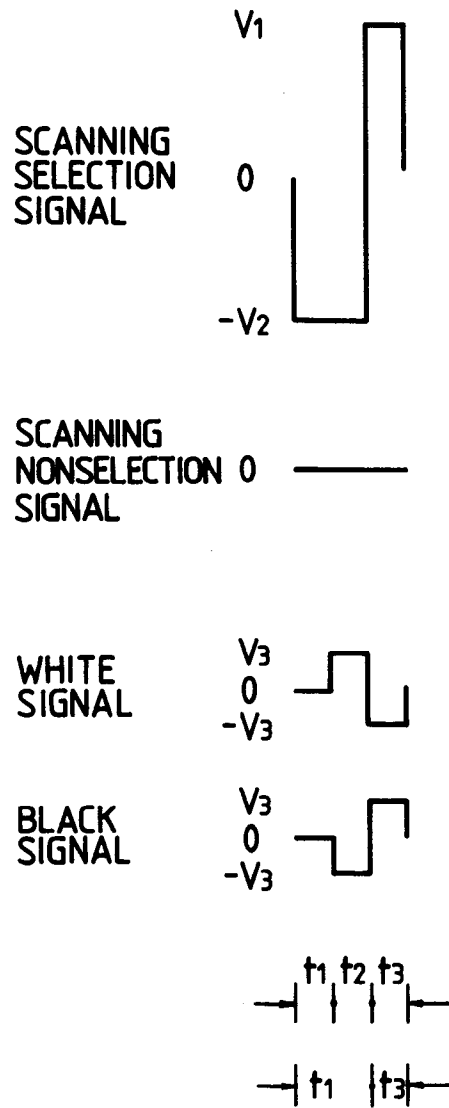 V1
SCANNING
SELECTION 0
SIGNAL
-V2
SCANNING
NONSELECTION 0
SIGNAL
V3
WHITE 0
SIGNAL
-V3
V3
BLACK 0
SIGNAL
-V3
t1 t2 t3
t1 t3